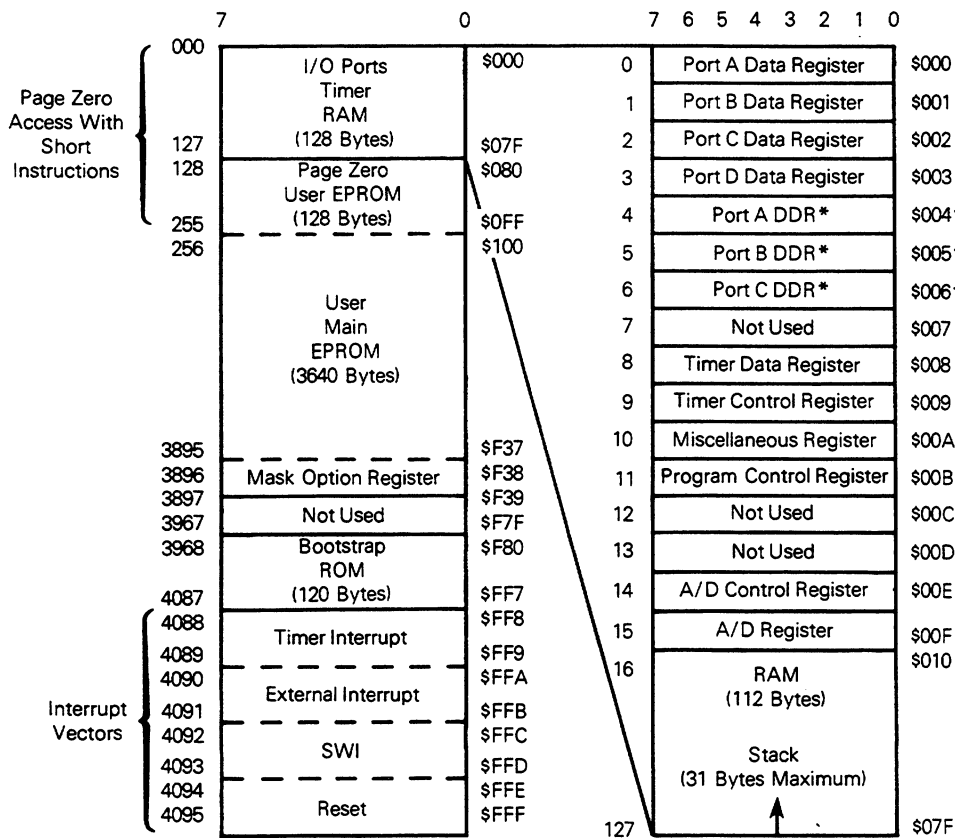 7 0
000 I/O Ports $000
Timer
RAM
127 (128 Bytes) $07F
Page Zero
Access With
Short
Instructions
128 Page Zero $080
User EPROM
255 (128 Bytes) $0FF
256 $100
User
Main
EPROM
(3640 Bytes)
3895 $F37
3896 Mask Option Register $F38
3897 $F39
Not Used
3967 $F7F
3968 Bootstrap $F80
ROM
4087 (120 Bytes) $FF7
4088 $FF8
Timer Interrupt
4089 $FF9
4090 $FFA
External Interrupt
4091 $FFB
Interrupt
Vectors
4092 $FFC
SWI
4093 $FFD
4094 $FFE
Reset
4095 $FFF
7 6 5 4 3 2 1 0
0 Port A Data Register $000
1 Port B Data Register $001
2 Port C Data Register $002
3 Port D Data Register $003
4 Port A DDR* $004*
5 Port B DDR* $005*
6 Port C DDR* $006*
7 Not Used $007
8 Timer Data Register $008
9 Timer Control Register $009
10 Miscellaneous Register $00A
11 Program Control Register $00B
12 Not Used $00C
13 Not Used $00D
14 A/D Control Register $00E
15 A/D Register $00F
16 RAM $010
(112 Bytes)
Stack
(31 Bytes Maximum)
127 $07F